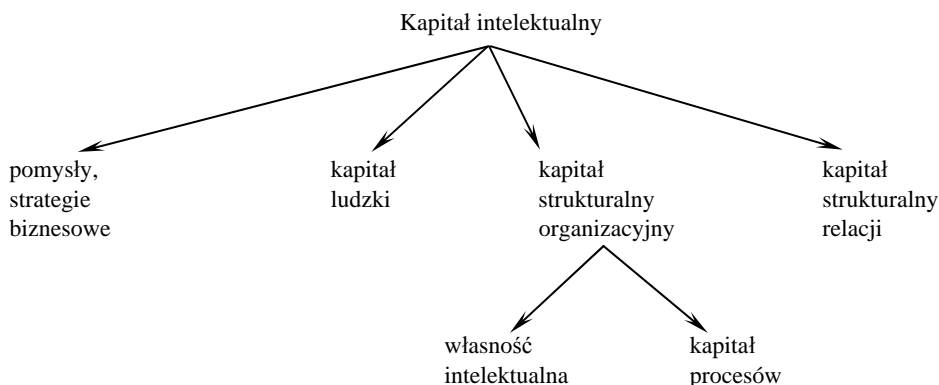 Kapitał intelektualny
pomysły,
strategie
biznesowe
kapitał
ludzki
kapitał
strukturalny
organizacyjny
kapitał
strukturalny
relacji
własność
intelektualna
kapitał
procesów